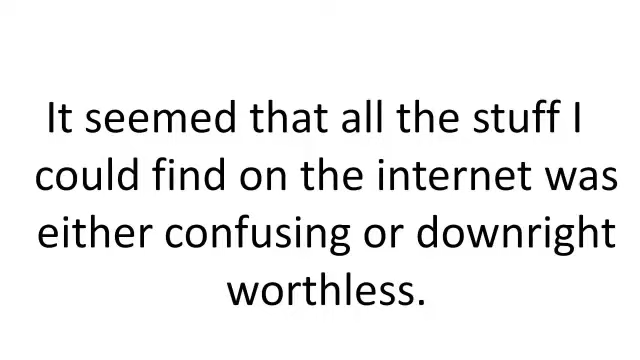 It seemed that all the stuff I
could find on the internet was
either confusing or downright
worthless.